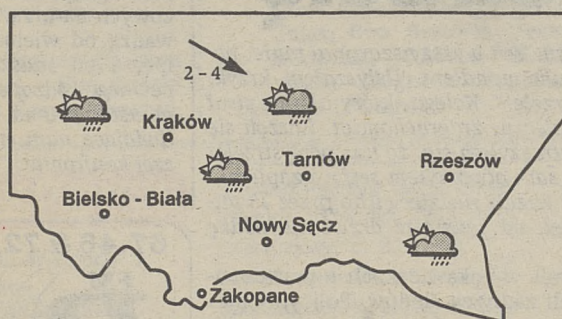 2 - 4
Kraków
Tarnów
Rzeszów
Bielsko - Biała
Nowy Sącz
Zakopane